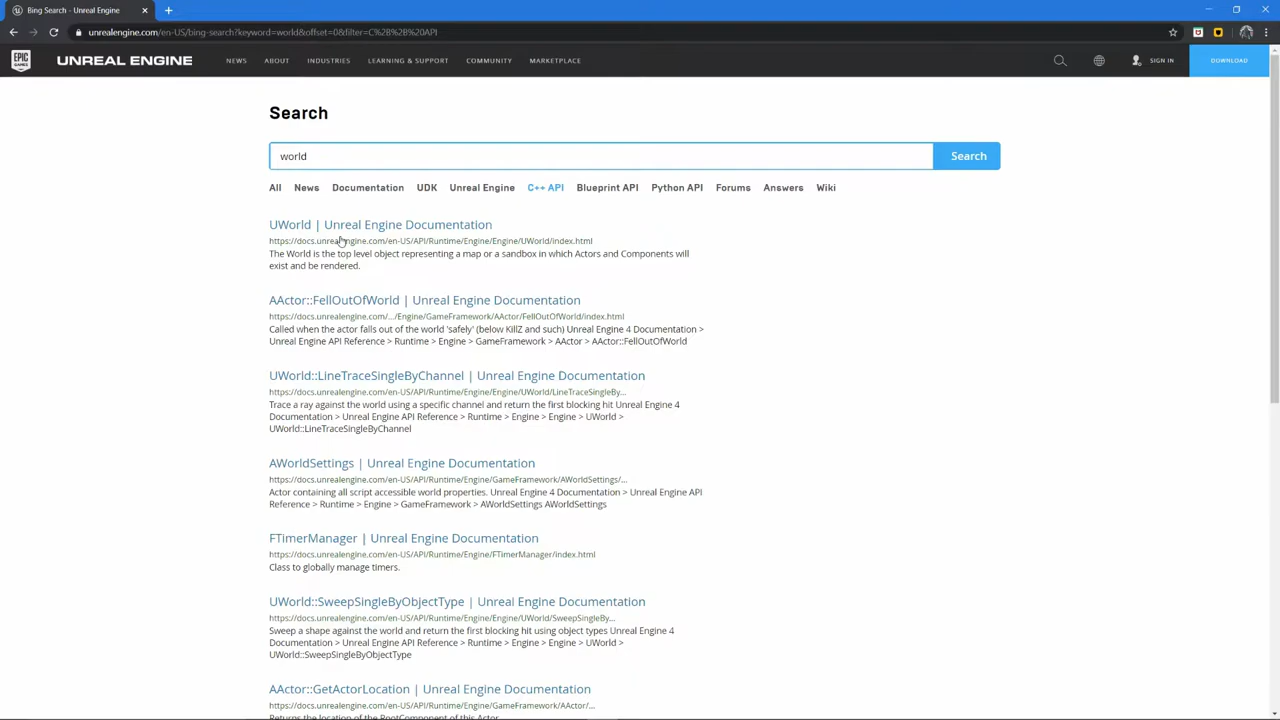 Bing Search - Unreal Engine
unrealengine.com/en-US/bing-search?keyword=world&offset=0&filter=C%2B%2B%20API
EPIC GAMES
UNREAL ENGINE
NEWS ABOUT INDUSTRIES LEARNING & SUPPORT COMMUNITY MARKETPLACE
SIGN IN
DOWNLOAD
Search
world
Search
All News Documentation UDK Unreal Engine C++ API Blueprint API Python API Forums Answers Wiki
UWorld | Unreal Engine Documentation
https://docs.unrealengine.com/en-US/API/Runtime/Engine/Engine/UWorld/index.html
The World is the top level object representing a map or a sandbox in which Actors and Components will
exist and be rendered.
AActor::FellOutOfWorld | Unreal Engine Documentation
https://docs.unrealengine.com/.../Engine/GameFramework/AActor/FellOutOfWorld/index.html
Called when the actor falls out of the world 'safely' (below KillZ and such) Unreal Engine 4 Documentation >
Unreal Engine API Reference > Runtime > Engine > GameFramework > AActor > AActor::FellOutOfWorld
UWorld::LineTraceSingleByChannel | Unreal Engine Documentation
https://docs.unrealengine.com/en-US/API/Runtime/Engine/Engine/UWorld/LineTraceSingleBy...
Trace a ray against the world using a specific channel and return the first blocking hit Unreal Engine 4
Documentation > Unreal Engine API Reference > Runtime > Engine > Engine > UWorld >
UWorld::LineTraceSingleByChannel
AWorldSettings | Unreal Engine Documentation
https://docs.unrealengine.com/en-US/API/Runtime/Engine/GameFramework/AWorldSettings/...
Actor containing all script accessible world properties. Unreal Engine 4 Documentation > Unreal Engine API
Reference > Runtime > Engine > GameFramework > AWorldSettings AWorldSettings
FTimerManager | Unreal Engine Documentation
https://docs.unrealengine.com/en-US/API/Runtime/Engine/FTimerManager/index.html
Class to globally manage timers.
UWorld::SweepSingleByObjectType | Unreal Engine Documentation
https://docs.unrealengine.com/en-US/API/Runtime/Engine/Engine/UWorld/SweepSingleBy...
Sweep a shape against the world and return the first blocking hit using object types Unreal Engine 4
Documentation > Unreal Engine API Reference > Runtime > Engine > Engine > UWorld >
UWorld::SweepSingleByObjectType
AActor::GetActorLocation | Unreal Engine Documentation
https://docs.unrealengine.com/en-US/API/Runtime/Engine/GameFramework/AActor/...
Returns the location of the RootComponent of this Actor